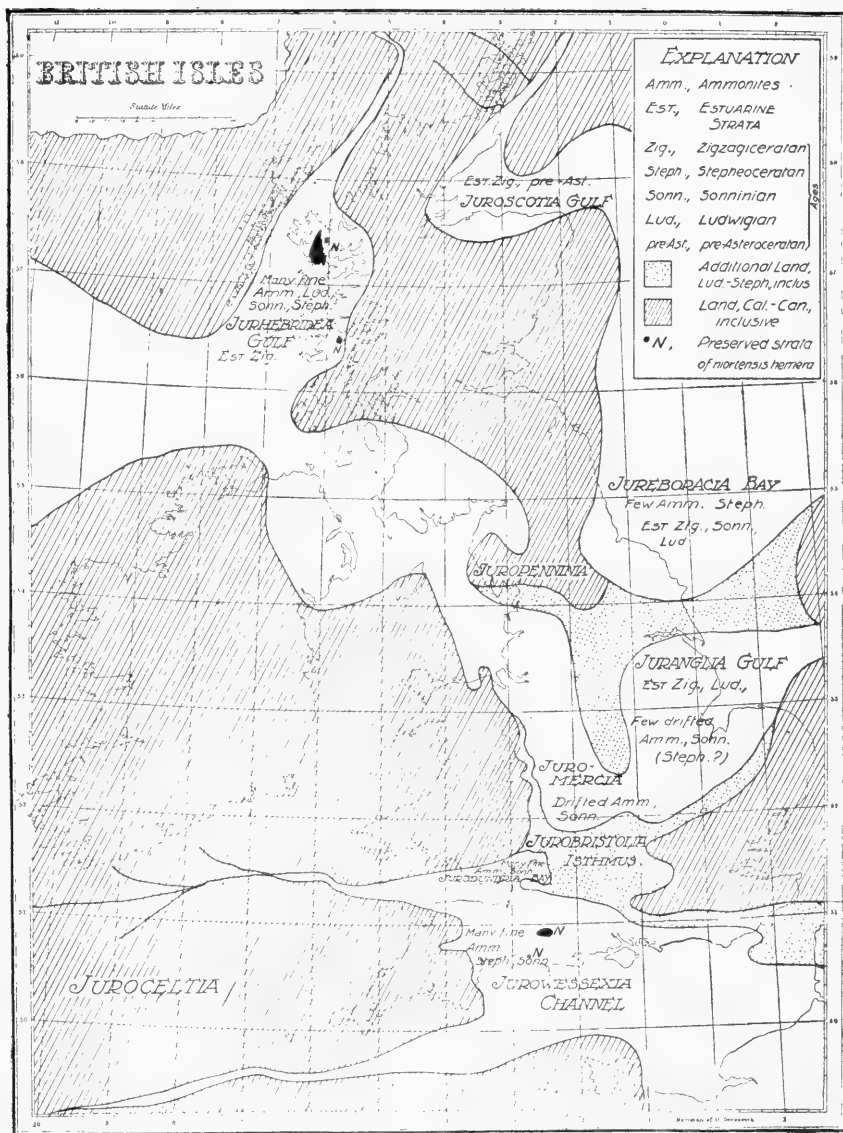 BRITISH ISLES
Statute Miles
EXPLANATION
Amm., Ammonites
EST., ESTUARINE
STRATA
Zig., Zigzagiceratan
Steph., Stepheoceratan
Sonn., Sonninian
Lud., Ludwigian
pre Ast., pre-Asteroceratan
Ages
Additional Land,
Lud.-Steph, inclus
Land, Cal.-Can.,
inclusive
N, Preserved strata
of niortensis hemera
Est. Zig., pre-Ast.
JUROSCOTIA GULF
N
Many fine
Amm, Lud,
Sonn., Steph.
JURHEBRIDEA
GULF
Est Zig.
N
JUREBORACIA BAY
Few Amm. Steph.
EST Zig., Sonn,
Lud
JUROPENNINIA
JURANGLIA GULF
EST Zig., Lud.,
Few drifted
Amm., Sonn.
(Steph.?)
JURO-
MERCIA
Drifted Amm,
Sonn.
JUROBRISTOLIA
ISTHMUS
Many Fine
Amm. Sonn
BAY
Many fine
Amm
Steph, Sonn
N
N
JUROCELTIA
JUROWESSEXIA
CHANNEL